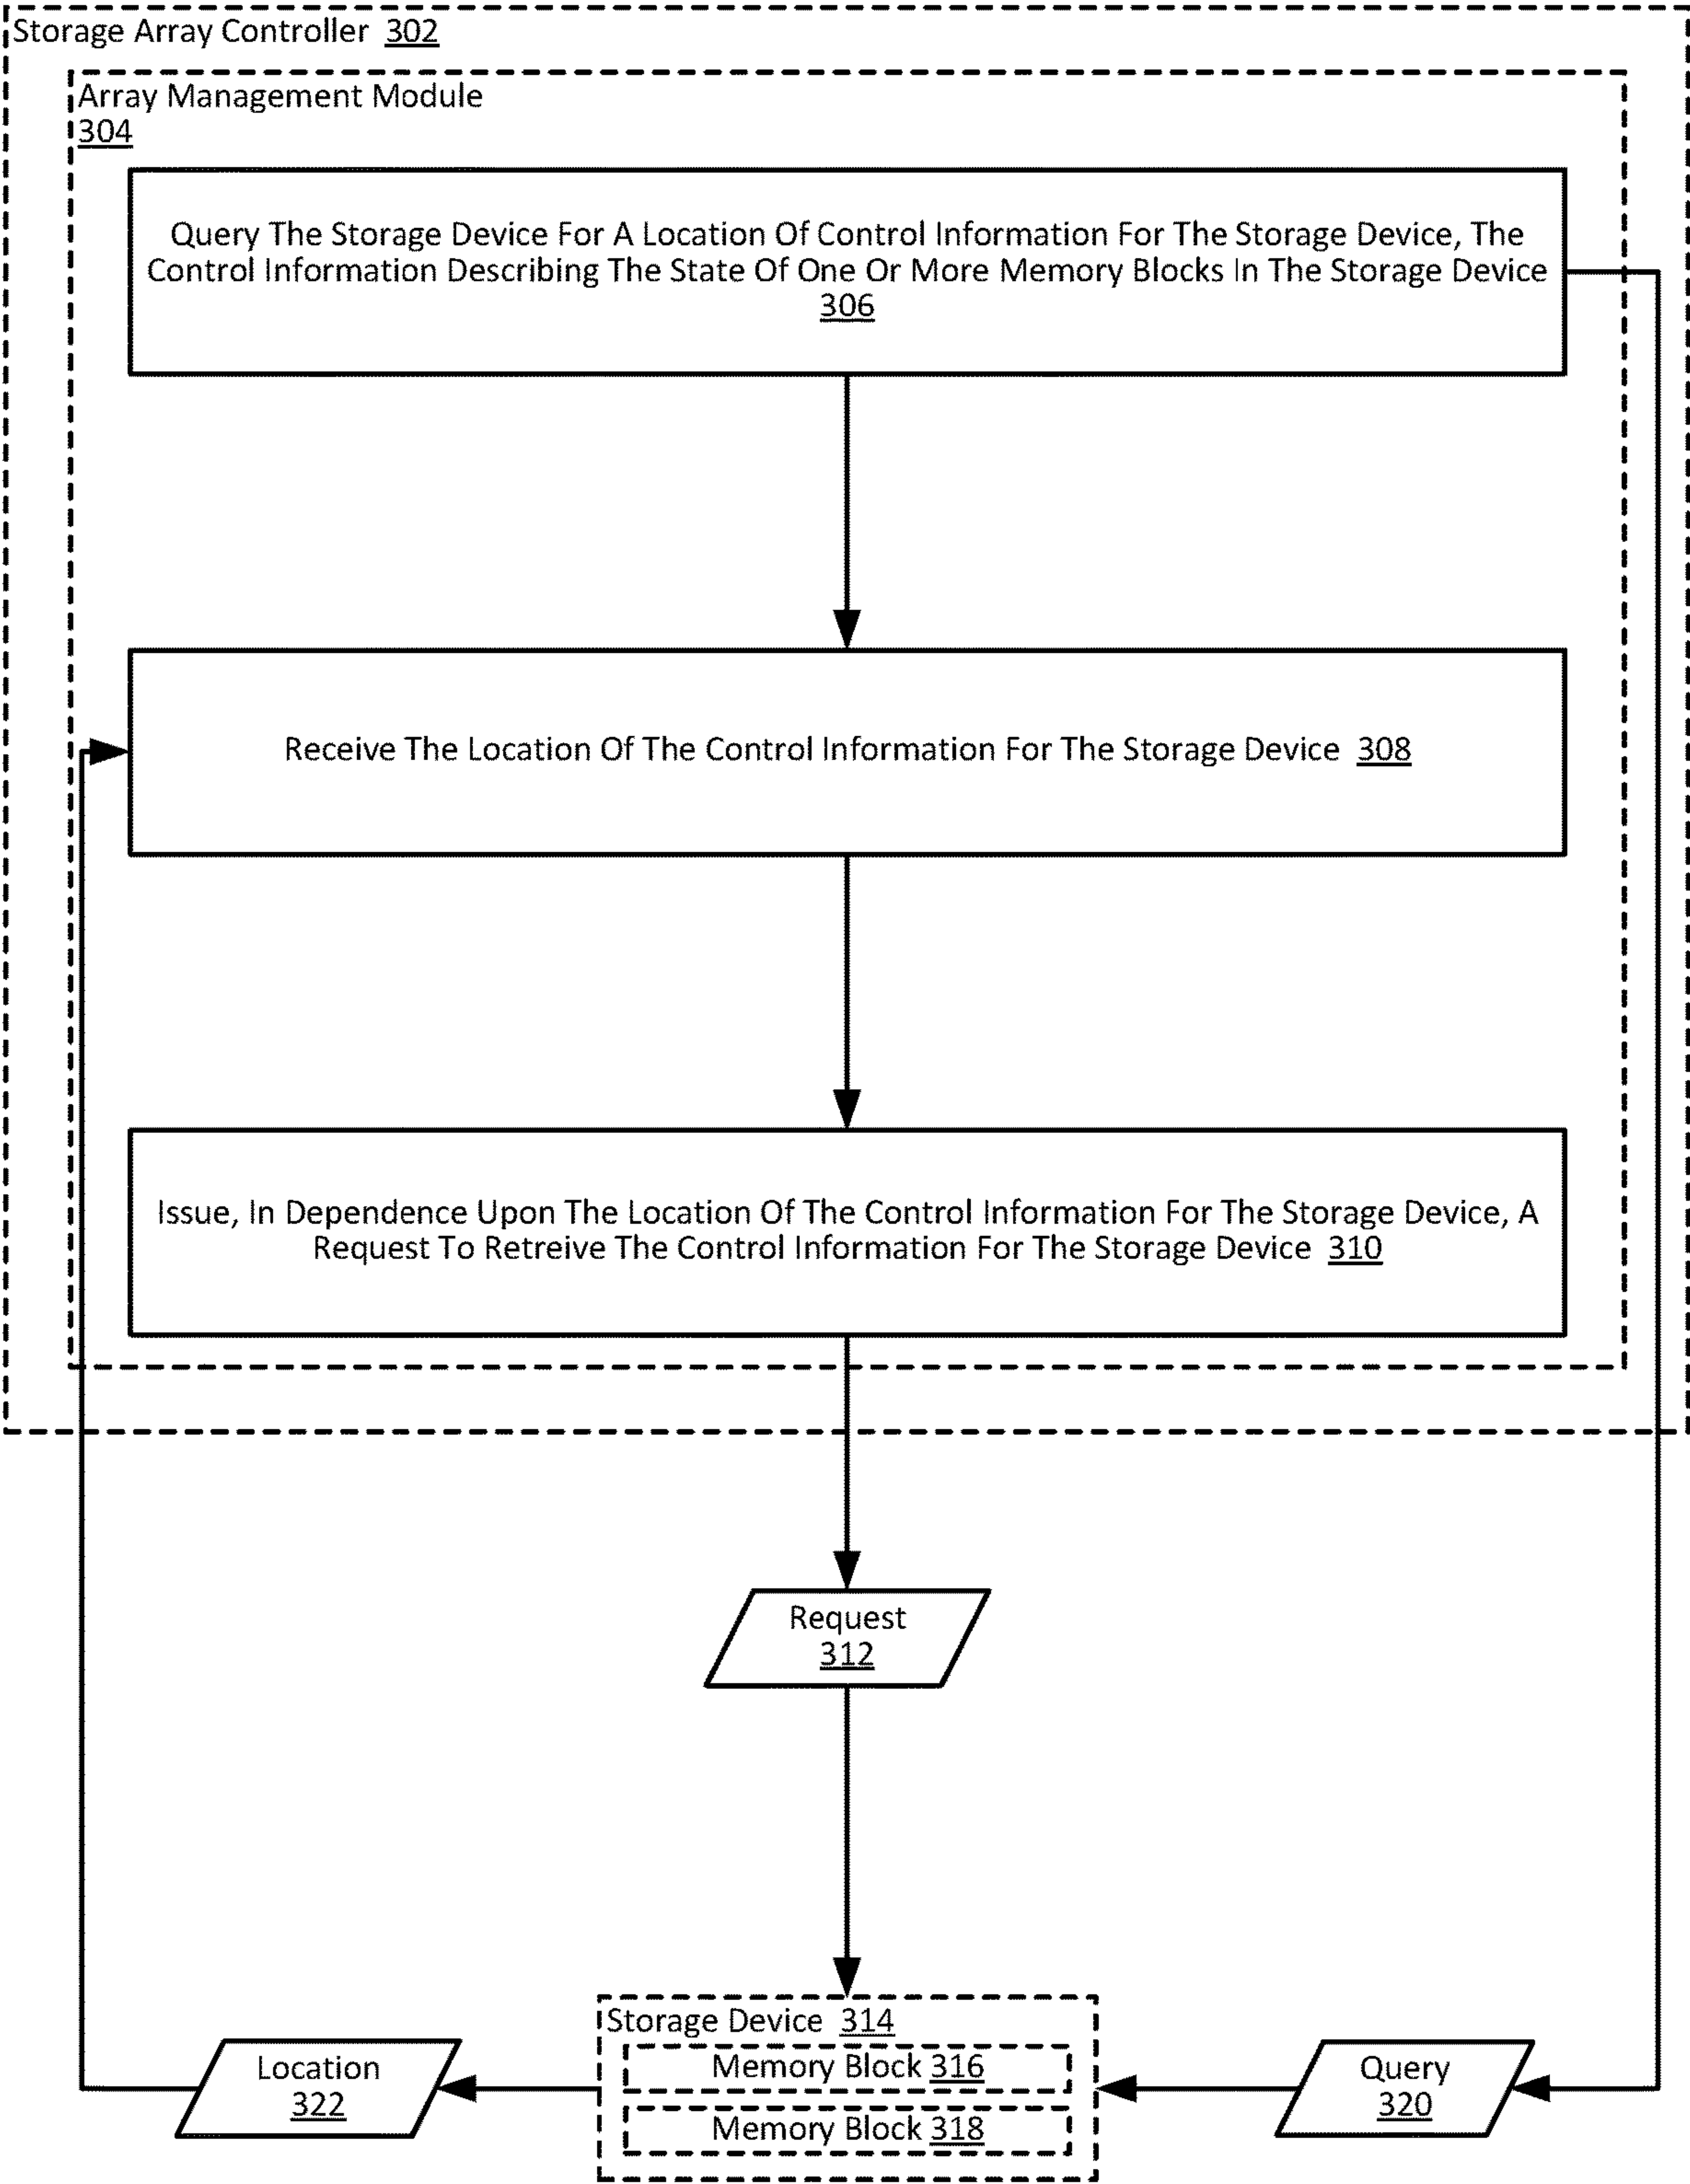 Storage Array Controller 302
Array Management Module
304
Query The Storage Device For A Location Of Control Information For The Storage Device, The
Control Information Describing The State Of One Or More Memory Blocks In The Storage Device
306
Receive The Location Of The Control Information For The Storage Device 308
Issue, In Dependence Upon The Location Of The Control Information For The Storage Device, A
Request To Retreive The Control Information For The Storage Device 310
Request
312
Storage Device 314
Memory Block 316
Memory Block 318
Location
322
Query
320